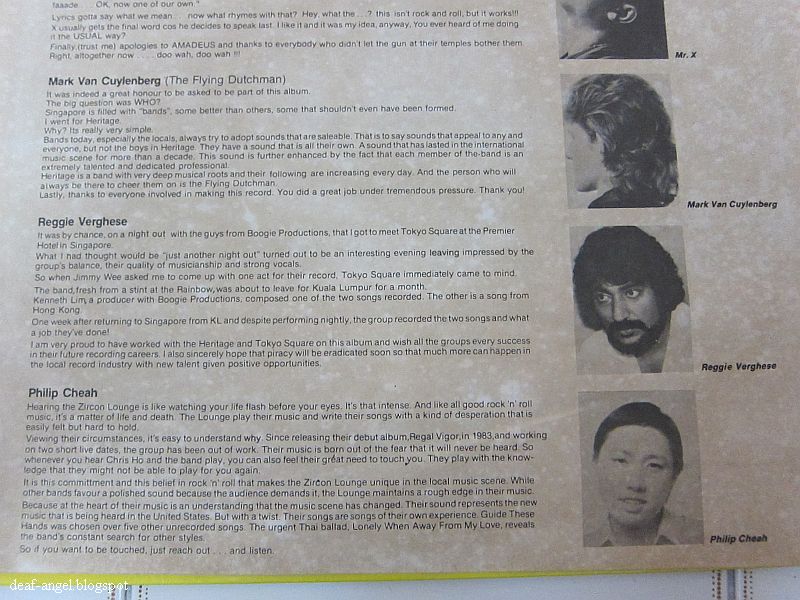 faaade . . . OK, now one of our own."
Lyrics gotta say what we mean . . . now what rhymes with that? Hey, what the . . .? this isn't rock and roll, but it works!!!
X usually gets the final word cos he decides to speak last. I like it and it was my idea, anyway. You ever heard of me doing
it the USUAL way?
Finally,(trust me) apologies to AMADEUS and thanks to everybody who didn't let the gun at their temples bother them.
Right, altogether now . . . . doo wah, doo wah !!!
Mr. X
Mark Van Cuylenberg (The Flying Dutchman)
It was indeed a great honour to be asked to be part of this album.
The big question was WHO?
Singapore is filled with "bands", some better than others, some that shouldn't even have been formed.
I went for Heritage.
Why? Its really very simple.
Bands today, especially the locals, always try to adopt sounds that are saleable. That is to say sounds that appeal to any and
everyone, but not the boys in Heritage. They have a sound that is all their own. A sound that has lasted in the international
music scene for more than a decade. This sound is further enhanced by the fact that each member of the band is an
extremely talented and dedicated professional.
Heritage is a band with very deep musical roots and their following are increasing every day. And the person who will
always be there to cheer them on is the Flying Dutchman.
Lastly, thanks to everyone involved in making this record. You did a great job under tremendous pressure. Thank you!
Mark Van Cuylenberg
Reggie Verghese
It was by chance, on a night out with the guys from Boogie Productions, that I got to meet Tokyo Square at the Premier
Hotel in Singapore.
What I had thought would be "just another night out" turned out to be an interesting evening leaving impressed by the
group's balance, their quality of musicianship and strong vocals.
So when Jimmy Wee asked me to come up with one act for their record, Tokyo Square immediately came to mind.
The band,fresh from a stint at the Rainbow,was about to leave for Kuala Lumpur for a month.
Kenneth Lim, a producer with Boogie Productions, composed one of the two songs recorded. The other is a song from
Hong Kong.
One week after returning to Singapore from KL and despite performing nightly, the group recorded the two songs and what
a job they've done!
I am very proud to have worked with the Heritage and Tokyo Square on this album and wish all the groups every success
in their future recording careers. I also sincerely hope that piracy will be eradicated soon so that much more can happen in
the local record industry with new talent given positive opportunities.
Reggie Verghese
Philip Cheah
Hearing the Zircon Lounge is like watching your life flash before your eyes. It's that intense. And like all good rock 'n' roll
music, it's a matter of life and death. The Lounge play their music and write their songs with a kind of desperation that is
easily felt but hard to hold.
Viewing their circumstances, it's easy to understand why. Since releasing their debut album,Regal Vigor,in 1983,and working
on two short live dates, the group has been out of work. Their music is born out of the fear that it will never be heard. So
whenever you hear Chris Ho and the band play, you can also feel their great need to touch you. They play with the know-
ledge that they might not be able to play for you again.
It is this committment and this belief in rock 'n' roll that makes the Zircon Lounge unique in the local music scene. While
other bands favour a polished sound because the audience demands it, the Lounge maintains a rough edge in their music.
Because at the heart of their music is an understanding that the music scene has changed. Their sound represents the new
music that is being heard in the United States. But with a twist. Their songs are songs of their own experience. Guide These
Hands was chosen over five other unrecorded songs. The urgent Thai ballad, Lonely When Away From My Love, reveals
the band's constant search for other styles.
So if you want to be touched, just reach out . . . and listen.
Philip Cheah
deaf-angel.blogspot